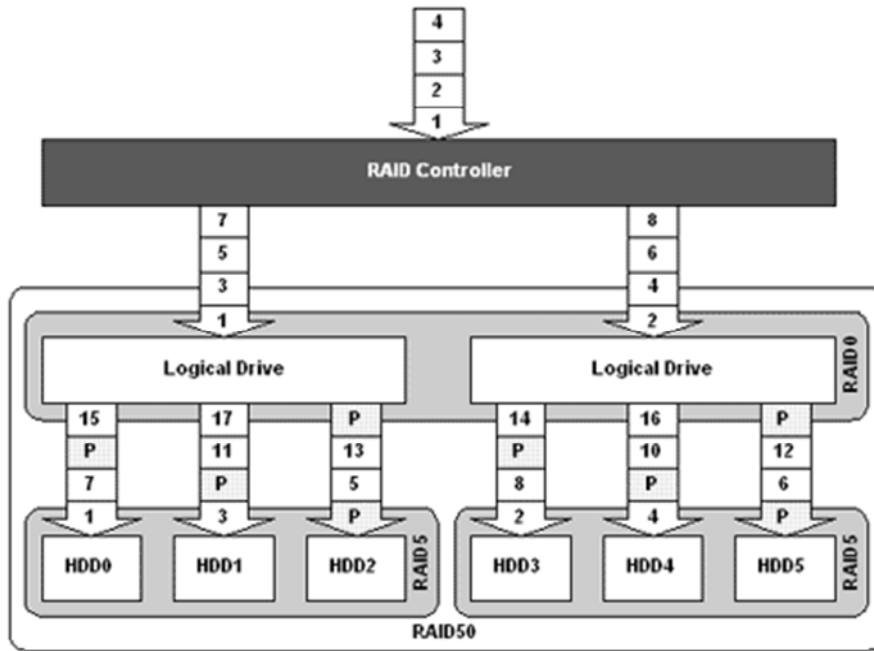 4
3
2
1
RAID Controller
7 8
5 6
3 4
1 2
Logical Drive Logical Drive RAID0
15 17 P 14 16 P
P 11 13 P 10 12
7 P 5 8 P 6
1 3 P 2 4 P
HDD0 HDD1 HDD2 RAID5 HDD3 HDD4 HDD5 RAID5
RAID50